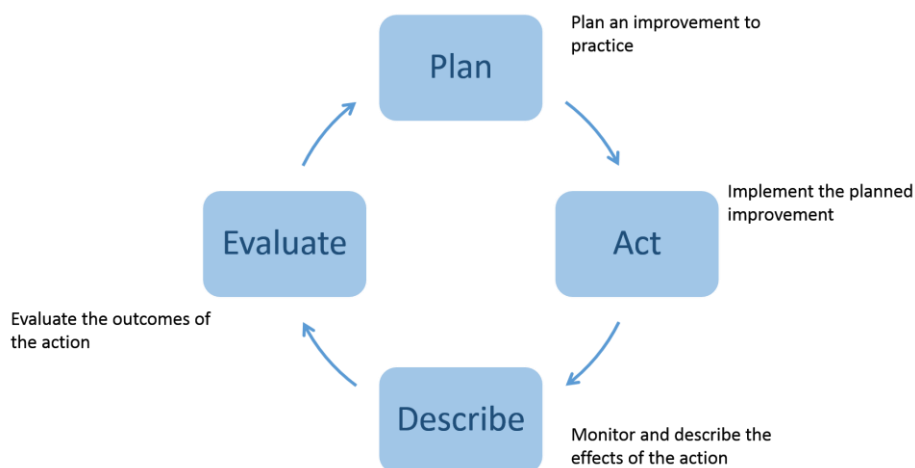 Plan
Plan an improvement to
practice
Act
Implement the planned
improvement
Describe
Monitor and describe the
effects of the action
Evaluate
Evaluate the outcomes of
the action